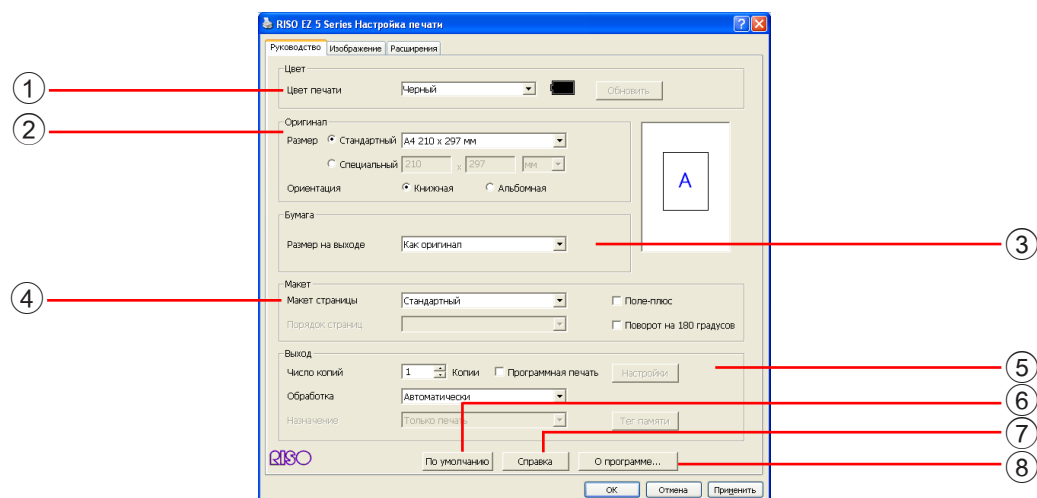 RISO EZ 5 Series Настройка печати
Руководство Изображение Расширения
Цвет
① Цвет печати Черный Обновить
② Оригинал
Размер Стандартный A4 210 x 297 мм
Специальный 210 x 297 мм
Ориентация Книжная Альбомная
A
Бумага
Размер на выходе Как оригинал ③
Макет
④ Макет страницы Стандартный Поле-плюс
Порядок страниц Поворот на 180 градусов
Выход
Число копий 1 Копии Программная печать Настройки ⑤
Обработка Автоматически ⑥
Назначение Только печать Тег памяти ⑦
RISO По умолчанию Справка О программе... ⑧
OK Отмена Применить